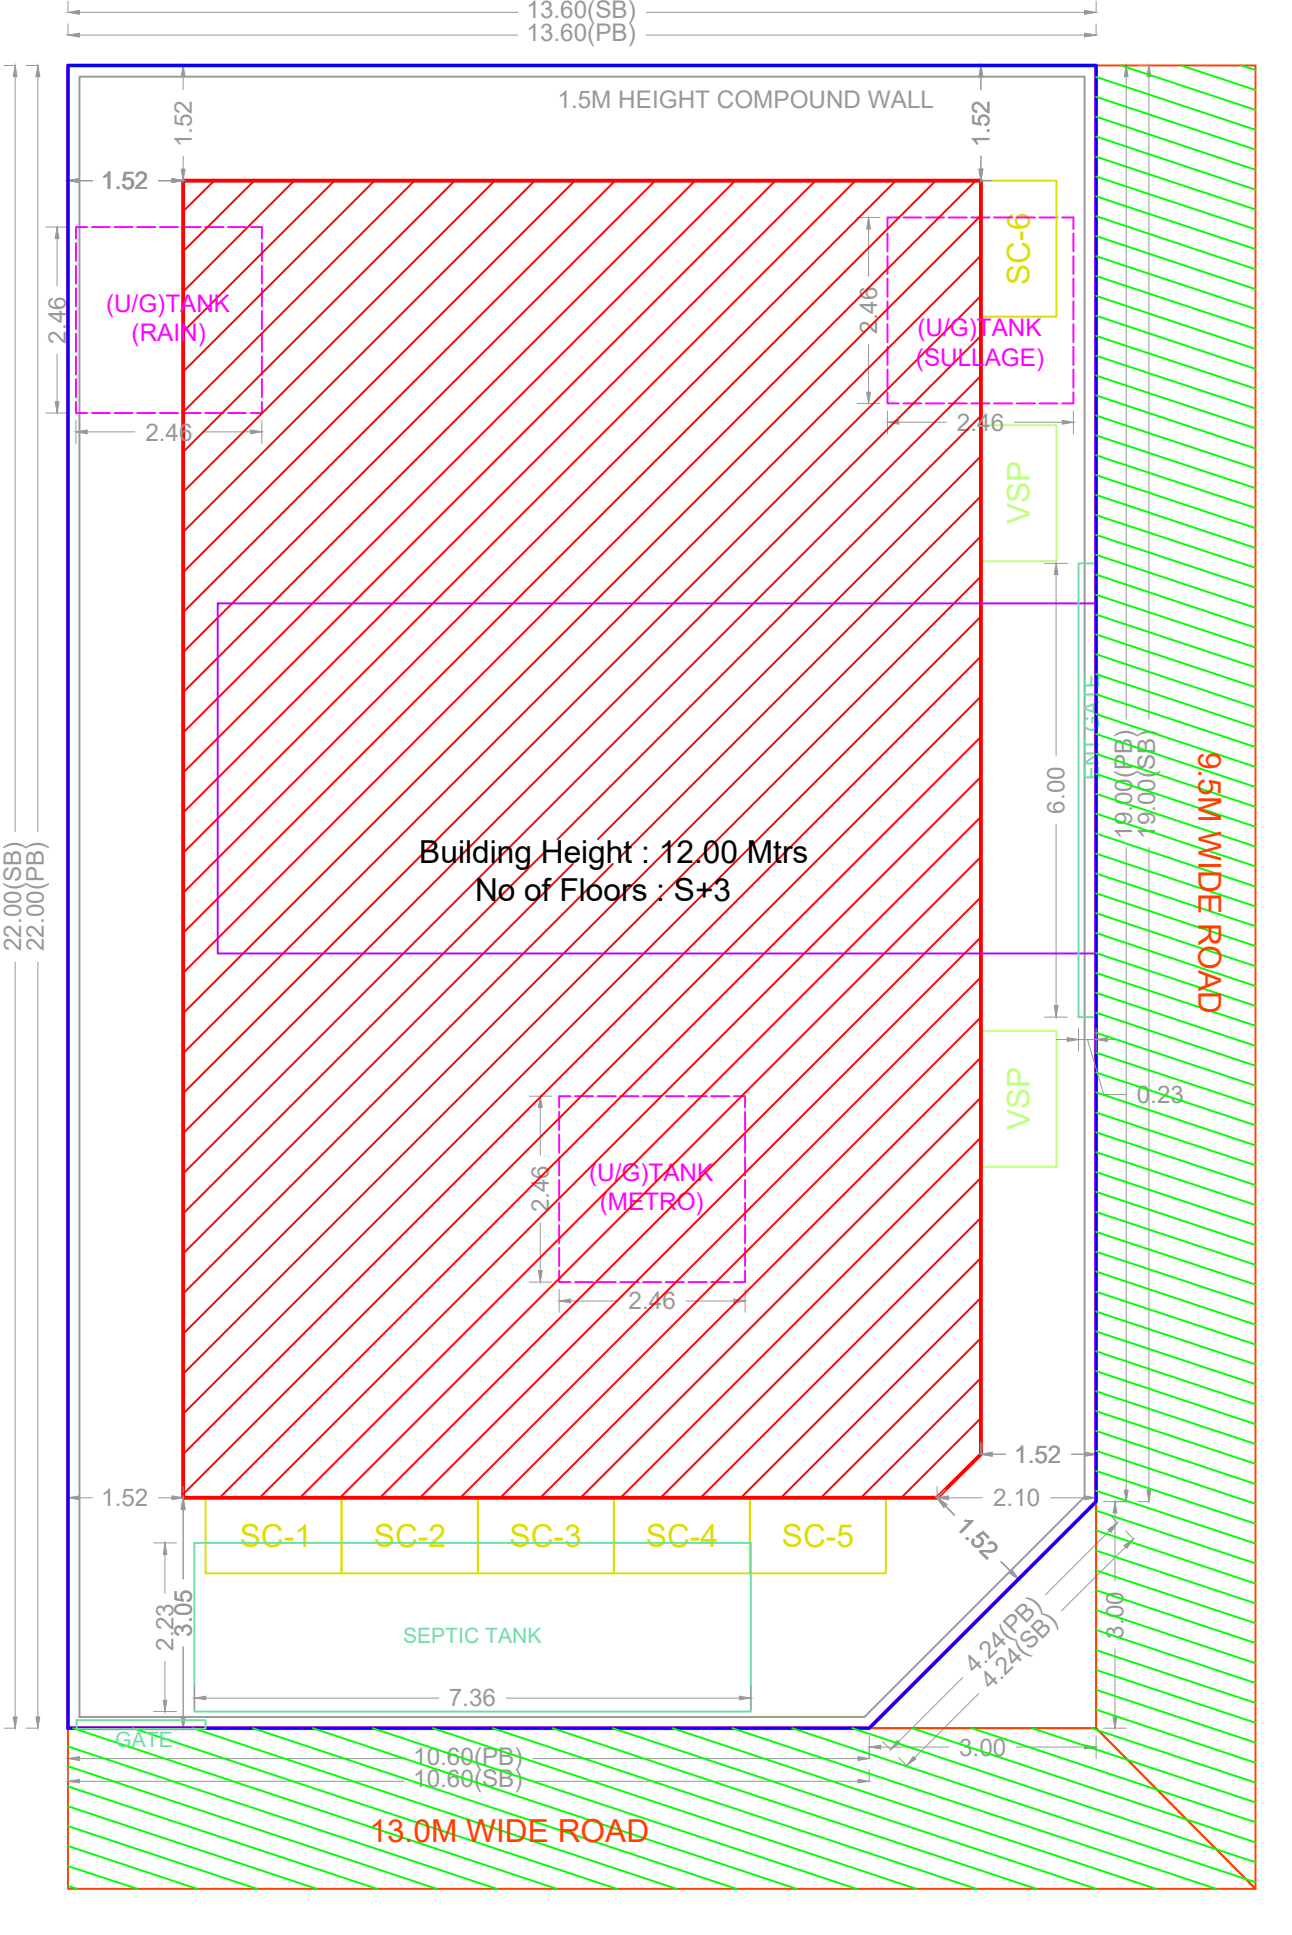 13.60(SB)
13.60(PB)
1.5M HEIGHT COMPOUND WALL
1.52
1.52
1.52
SC-6
2.46
(U/G)TANK
(RAIN)
2.46
2.46
(U/G)TANK
(SULLAGE)
2.46
VSP
6.00
19.00(PB)
19.00(SB)
9.5M WIDE ROAD
Building Height : 12.00 Mtrs
No of Floors : S+3
22.00(SB)
22.00(PB)
0.23
VSP
2.46
(U/G)TANK
(METRO)
2.46
1.52
1.52
2.10
1.52
SC-1
SC-2
SC-3
SC-4
SC-5
2.23
3.05
SEPTIC TANK
7.36
4.24(PB)
4.24(SB)
3.00
GATE
10.60(PB)
10.60(SB)
3.00
13.0M WIDE ROAD